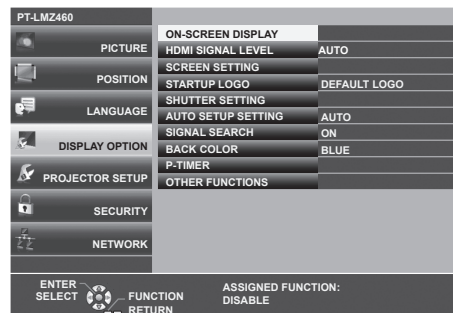 PT-LMZ460
PICTURE
POSITION
LANGUAGE
DISPLAY OPTION
PROJECTOR SETUP
SECURITY
NETWORK
ON-SCREEN DISPLAY
HDMI SIGNAL LEVEL AUTO
SCREEN SETTING
STARTUP LOGO DEFAULT LOGO
SHUTTER SETTING
AUTO SETUP SETTING AUTO
SIGNAL SEARCH ON
BACK COLOR BLUE
P-TIMER
OTHER FUNCTIONS
ENTER
SELECT
FUNCTION
RETURN
ASSIGNED FUNCTION:
DISABLE